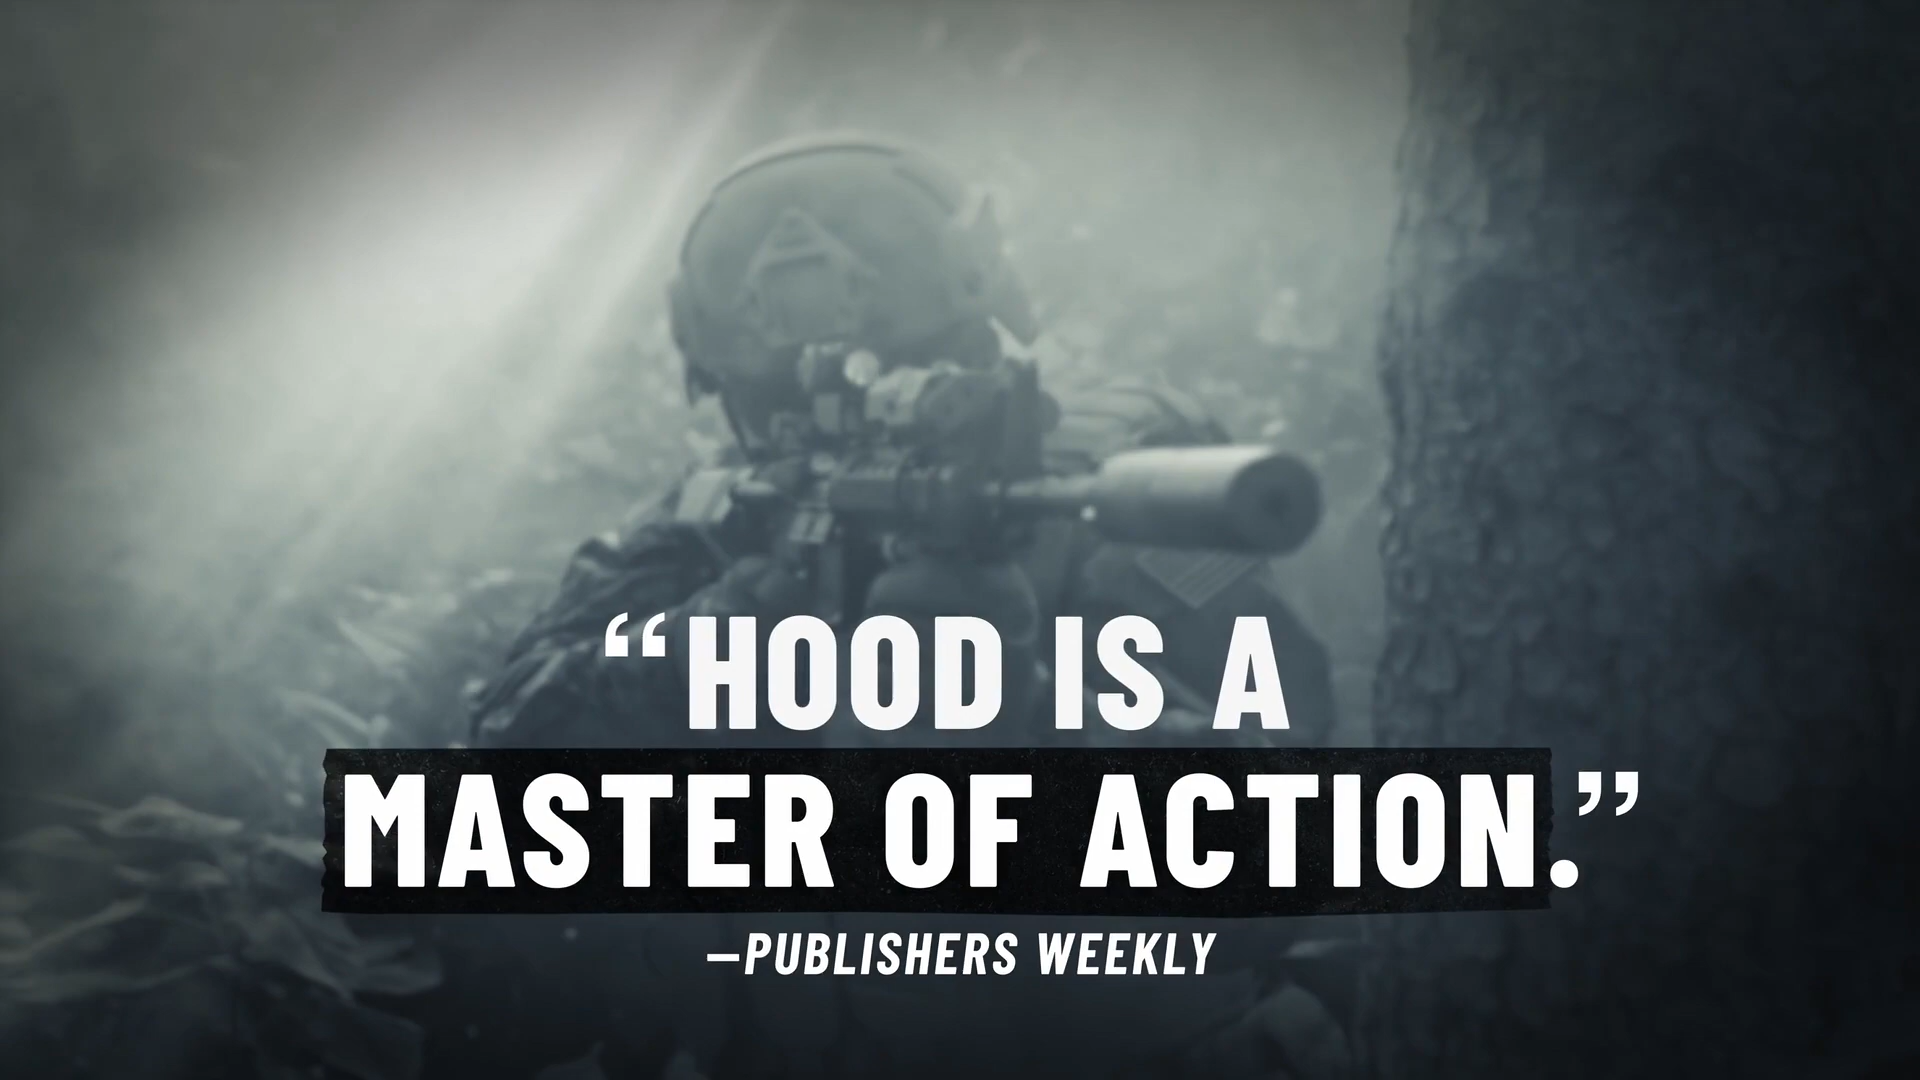 “HOOD IS A
MASTER OF ACTION.”
–PUBLISHERS WEEKLY